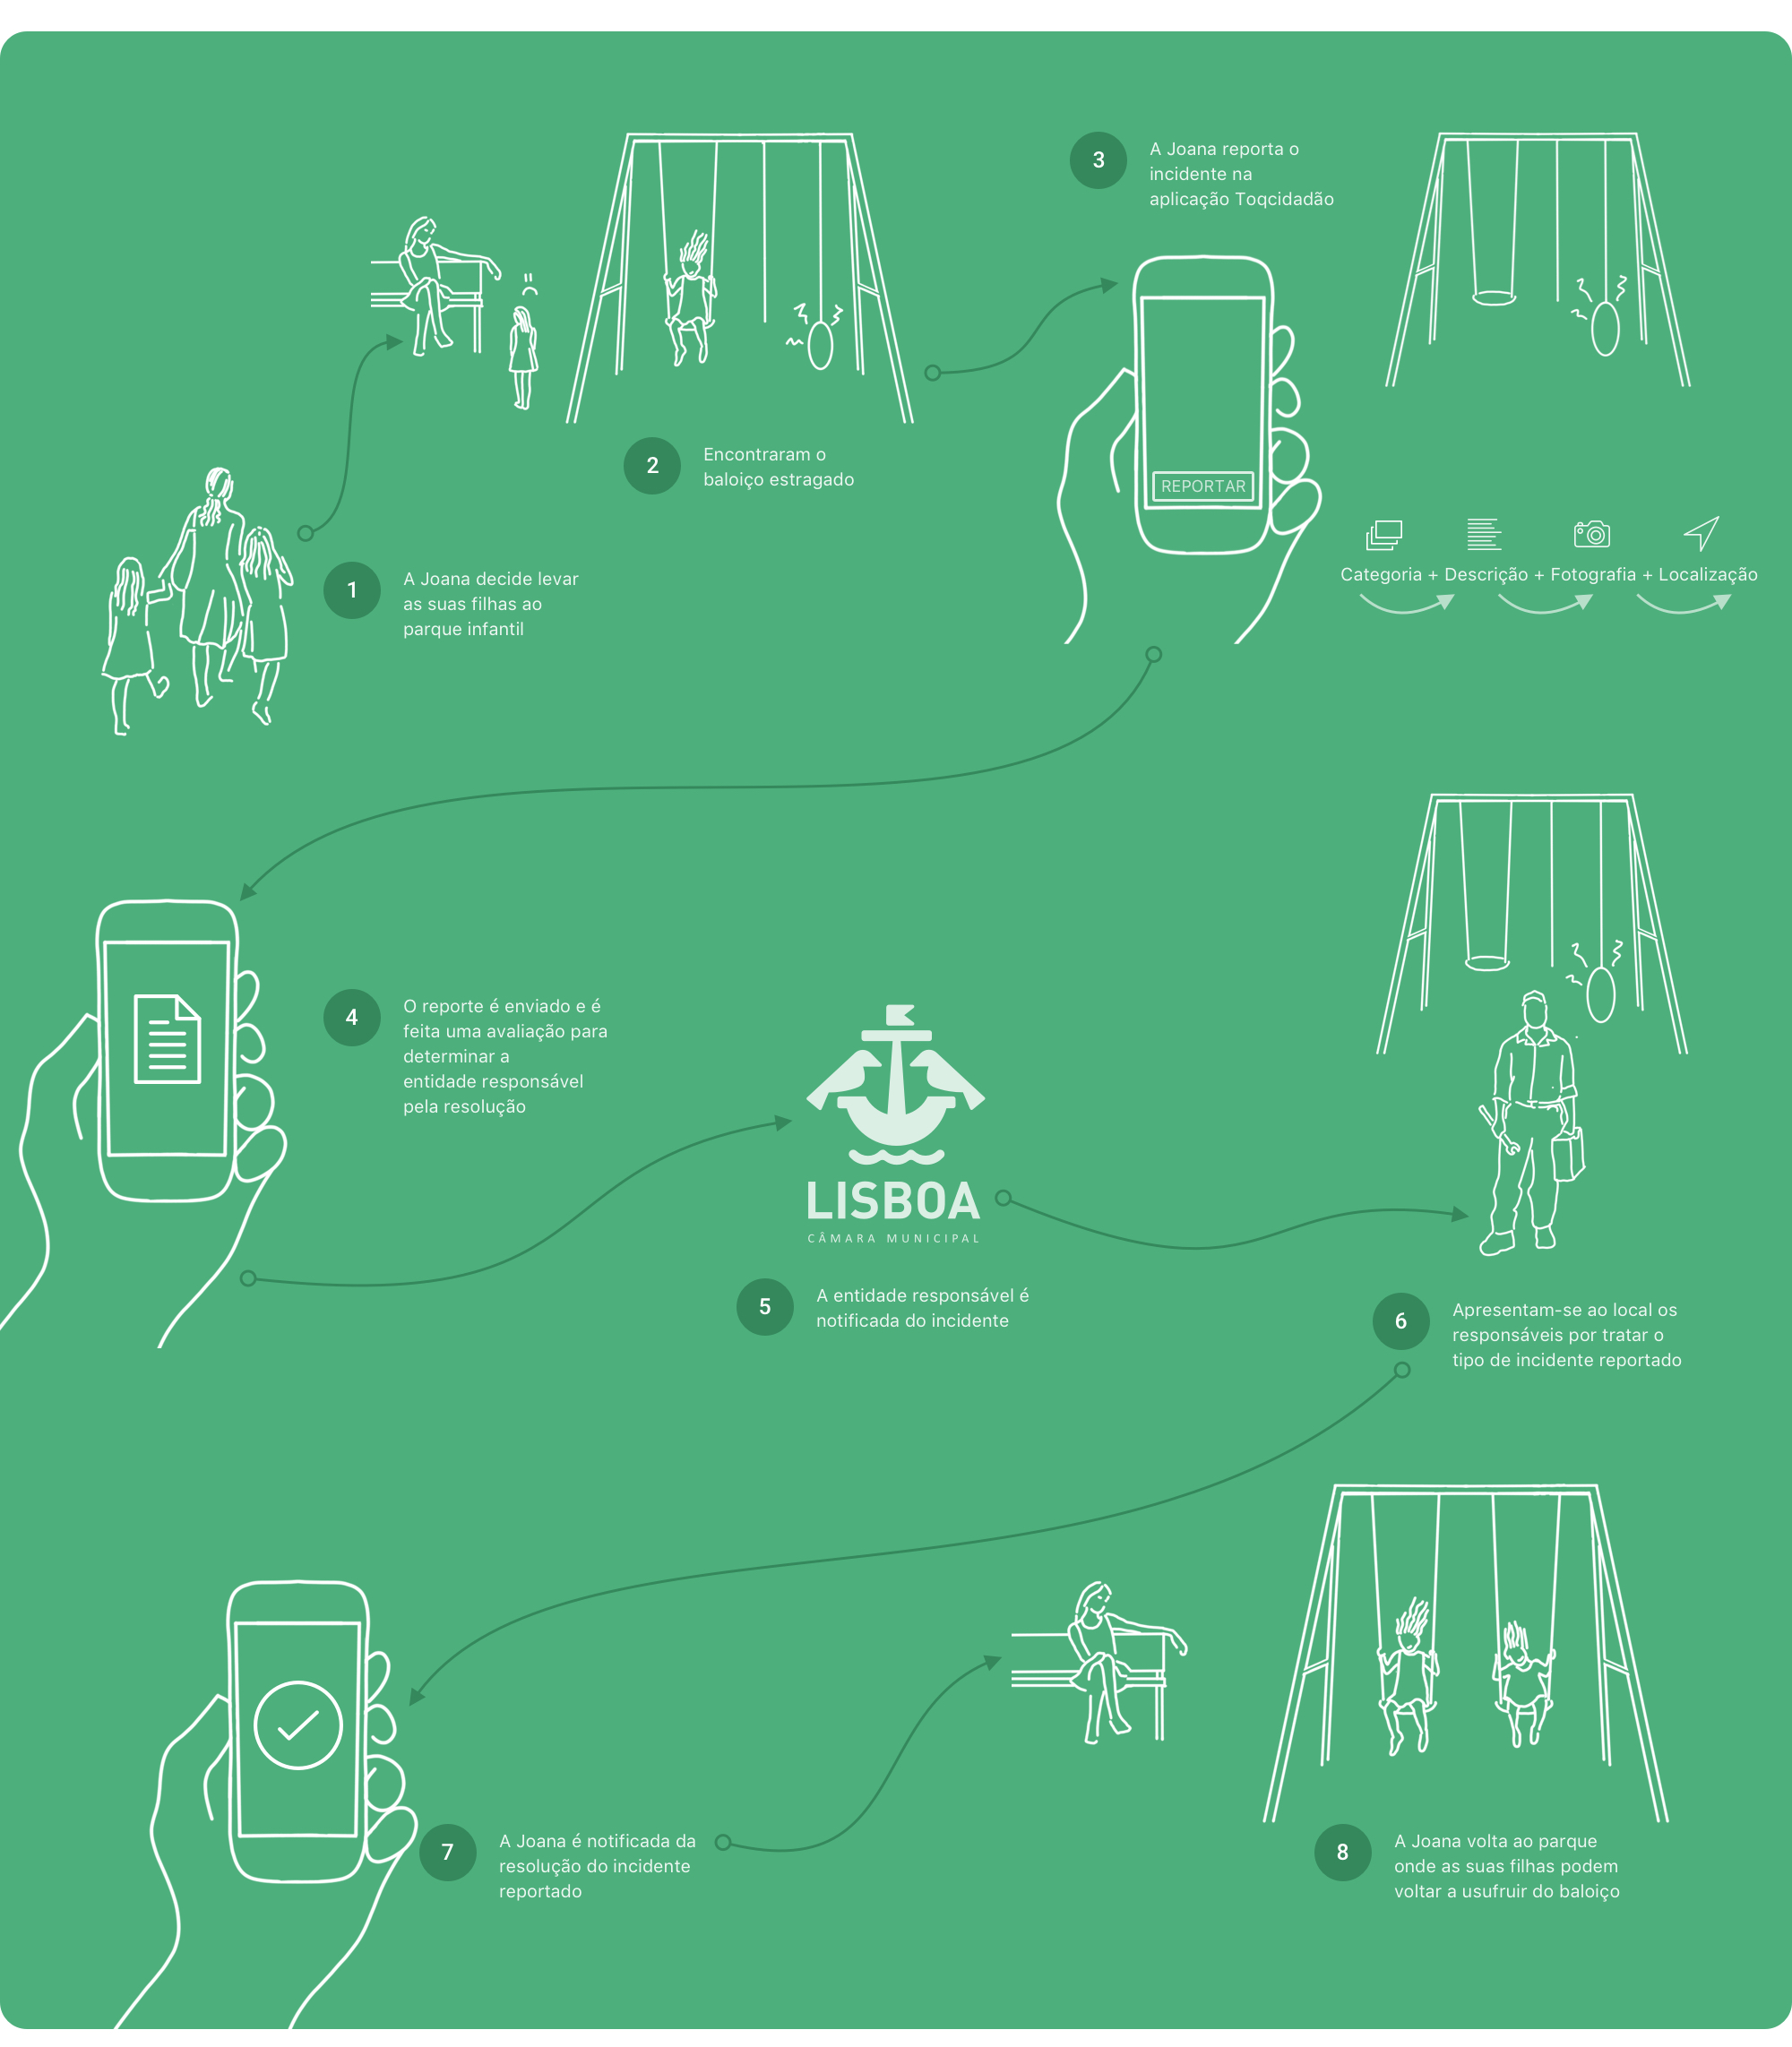 1
A Joana decide levar
as suas filhas ao
parque infantil
2
Encontraram o
baloiço estragado
3
A Joana reporta o
incidente na
aplicação Toqcidadão
REPORTAR
Categoria + Descrição + Fotografia + Localização
4
O reporte é enviado e é
feita uma avaliação para
determinar a
entidade responsável
pela resolução
LISBOA
CÂMARA MUNICIPAL
5
A entidade responsável é
notificada do incidente
6
Apresentam-se ao local os
responsáveis por tratar o
tipo de incidente reportado
7
A Joana é notificada da
resolução do incidente
reportado
8
A Joana volta ao parque
onde as suas filhas podem
voltar a usufruir do baloiço